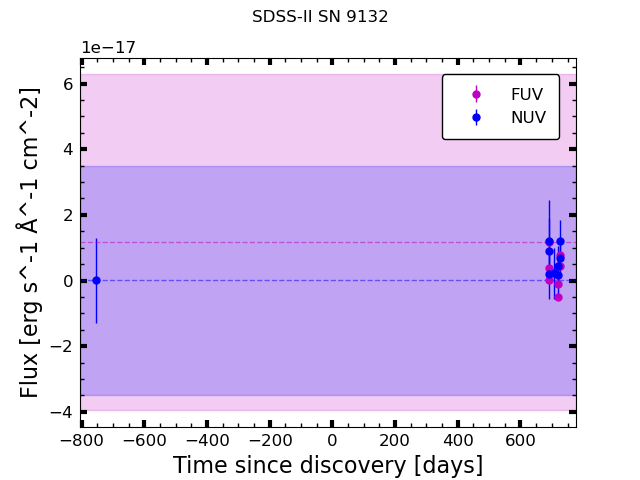 SDSS-II SN 9132
1e−17
FUV
NUV
6
4
2
0
−2
−4
Flux [erg s^-1 Å^-1 cm^-2]
−800 −600 −400 −200 0 200 400 600
Time since discovery [days]